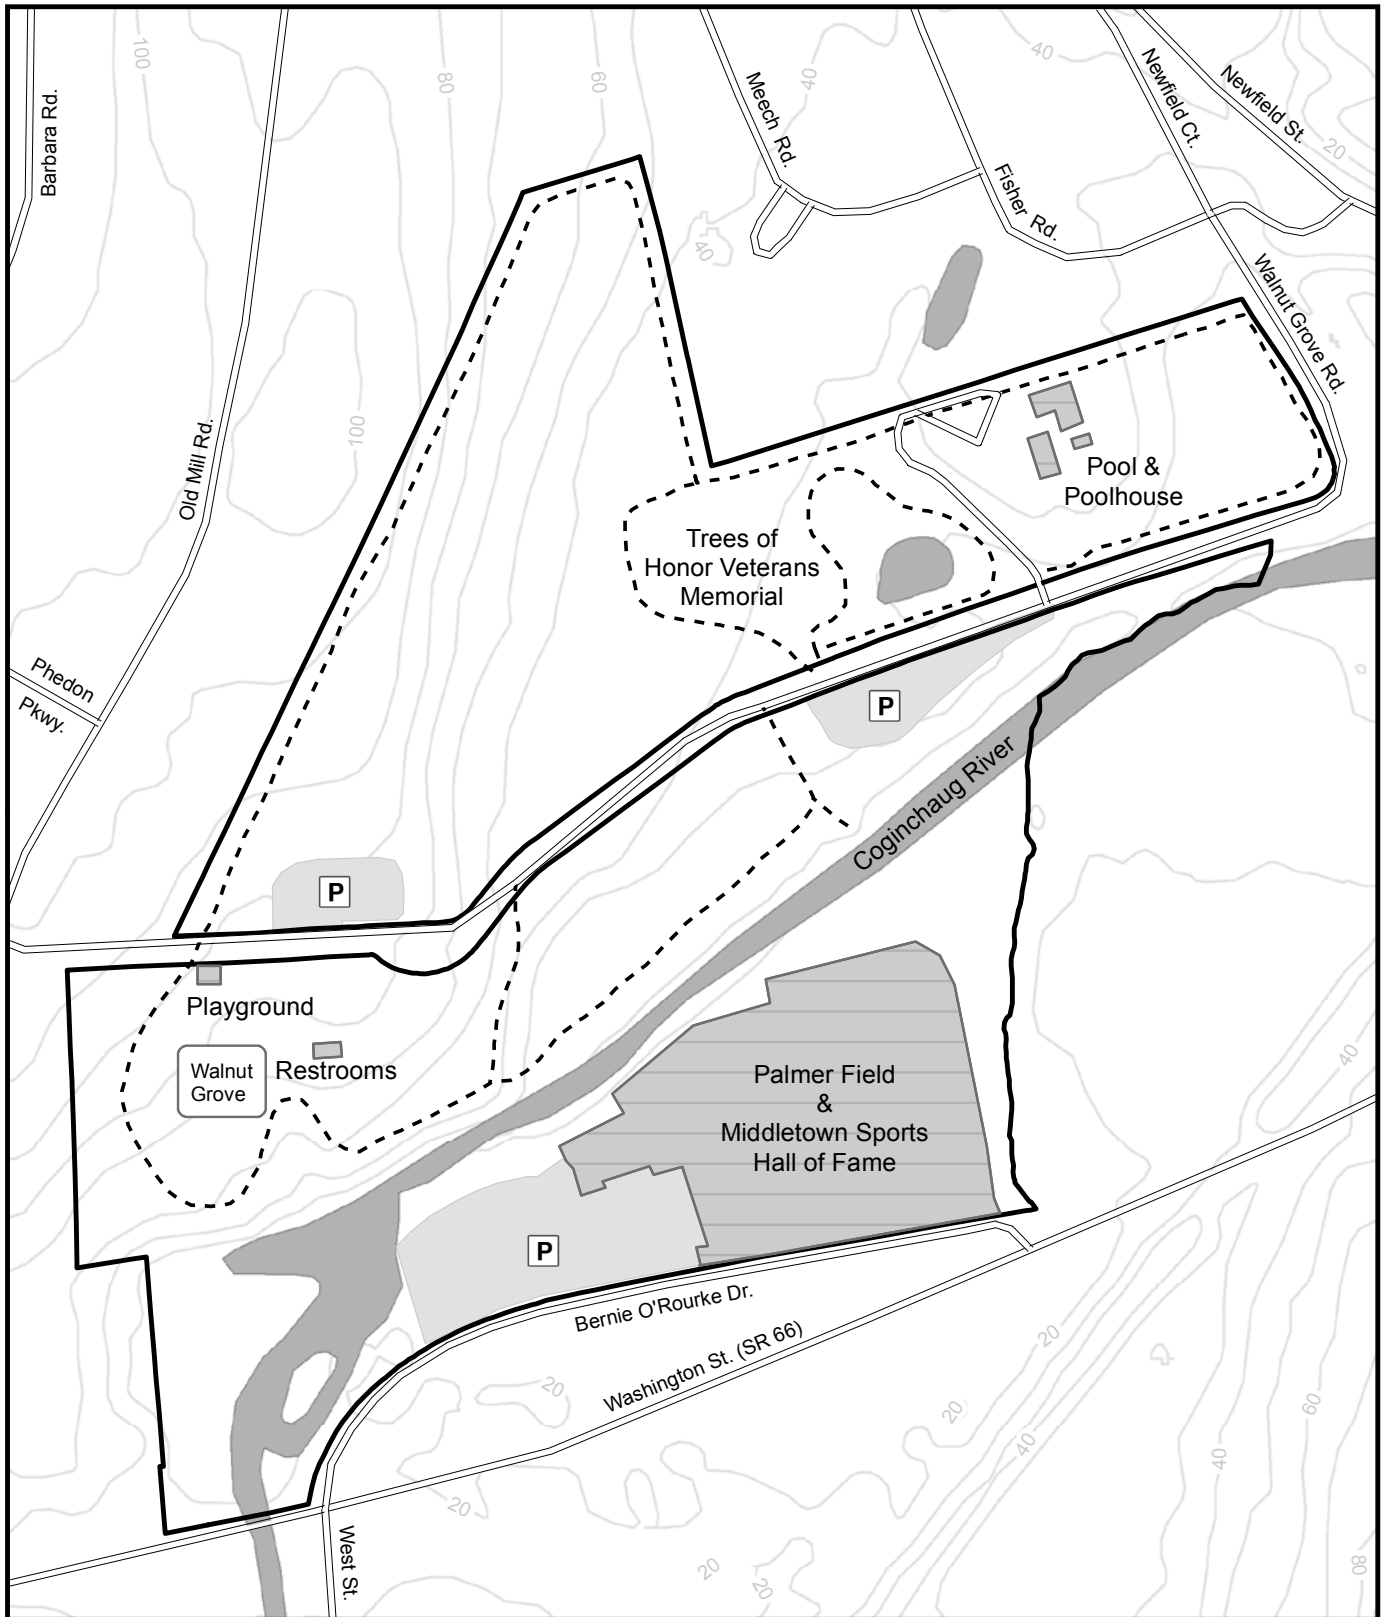 100
80
60
40
40
Barbara Rd.
Meech Rd.
Newfield Ct.
Newfield St.
20
Fisher Rd.
40
Walnut Grove Rd.
Old Mill Rd.
100
Pool &
Poolhouse
Trees of
Honor Veterans
Memorial
Phedon
Pkwy.
P
Coginchaug River
P
Playground
Walnut
Grove
Restrooms
Palmer Field
&
Middletown Sports
Hall of Fame
40
P
Bernie O'Rourke Dr.
Washington St. (SR 66)
20
20
20
40
60
40
20
West St.
20
20
80